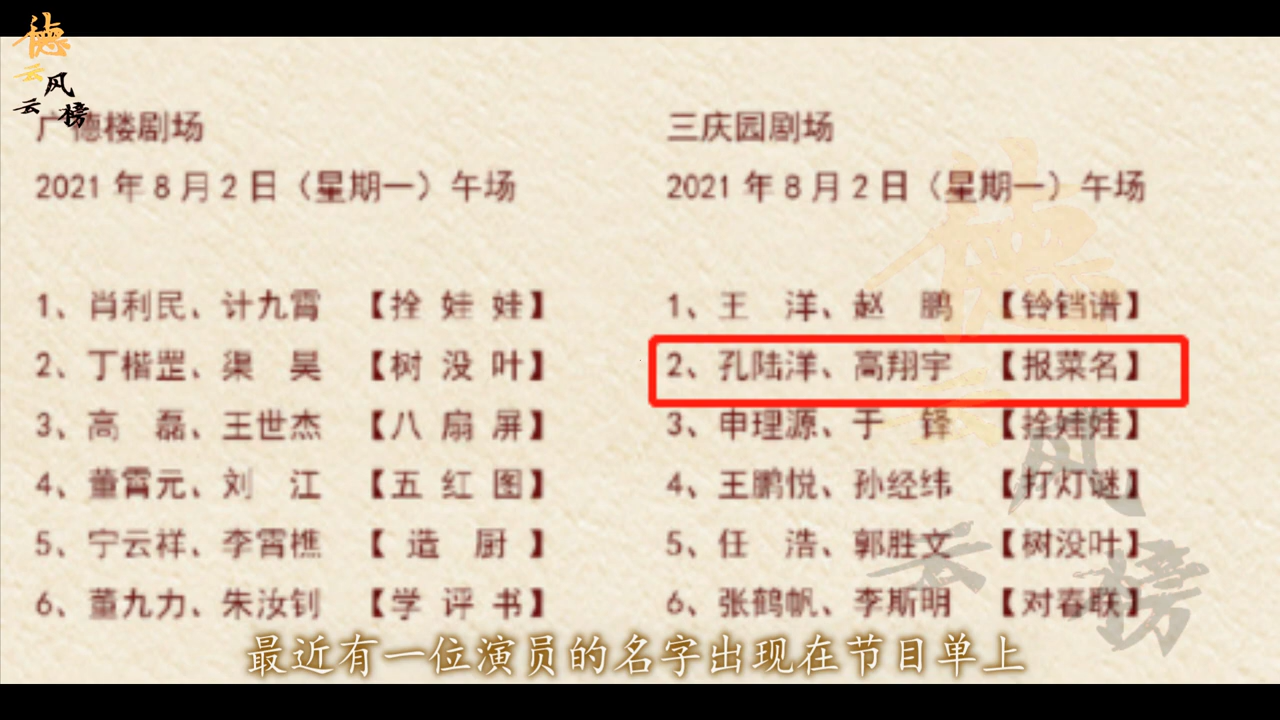 德云风云榜
广德楼剧场
2021 年 8 月 2 日（星期一）午场
1、肖利民、计九霄 【拴 娃 娃】
2、丁楷罡、渠 昊 【树 没 叶】
3、高 磊、王世杰 【八 扇 屏】
4、董霄元、刘 江 【五 红 图】
5、宁云祥、李霄樵 【 造 厨 】
6、董九力、朱汝钊 【学 评 书】
三庆园剧场
2021 年 8 月 2 日（星期一）午场
1、王 洋、赵 鹏 【铃铛谱】
2、孔陆洋、高翔宇 【报菜名】
3、申理源、于 铎 【拴娃娃】
4、王鹏悦、孙经纬 【打灯谜】
5、任 浩、郭胜文 【树没叶】
6、张鹤帆、李斯明 【对春联】
德云风云榜
最近有一位演员的名字出现在节目单上